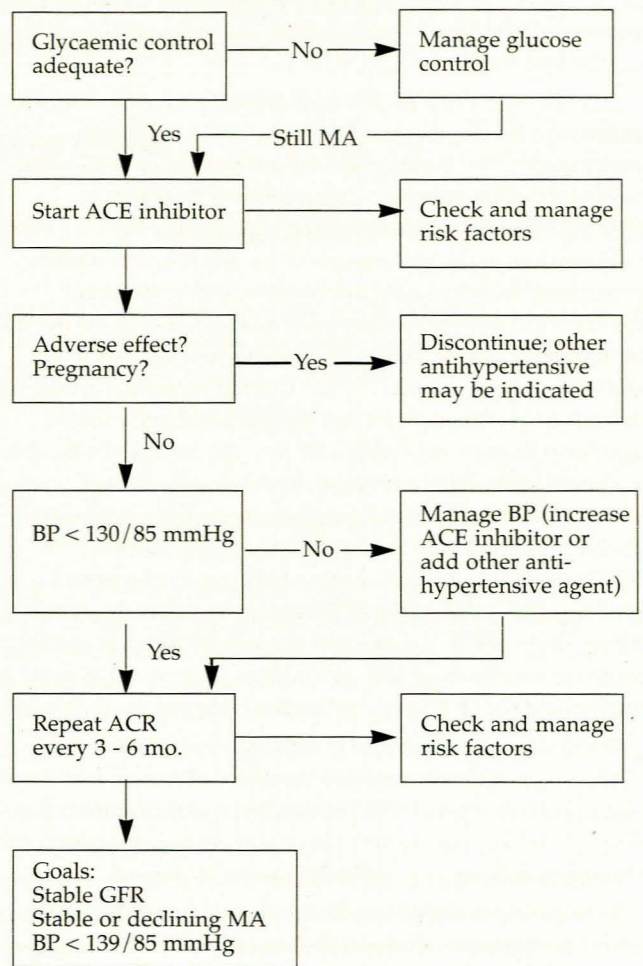 Glycaemic control
adequate?
No
Manage glucose
control
Yes
Still MA
Start ACE inhibitor
Check and manage
risk factors
Adverse effect?
Pregnancy?
Yes
Discontinue; other
antihypertensive
may be indicated
No
BP < 130/85 mmHg
No
Manage BP (increase
ACE inhibitor or
add other anti-
hypertensive agent)
Yes
Repeat ACR
every 3 - 6 mo.
Check and manage
risk factors
Goals:
Stable GFR
Stable or declining MA
BP < 139/85 mmHg